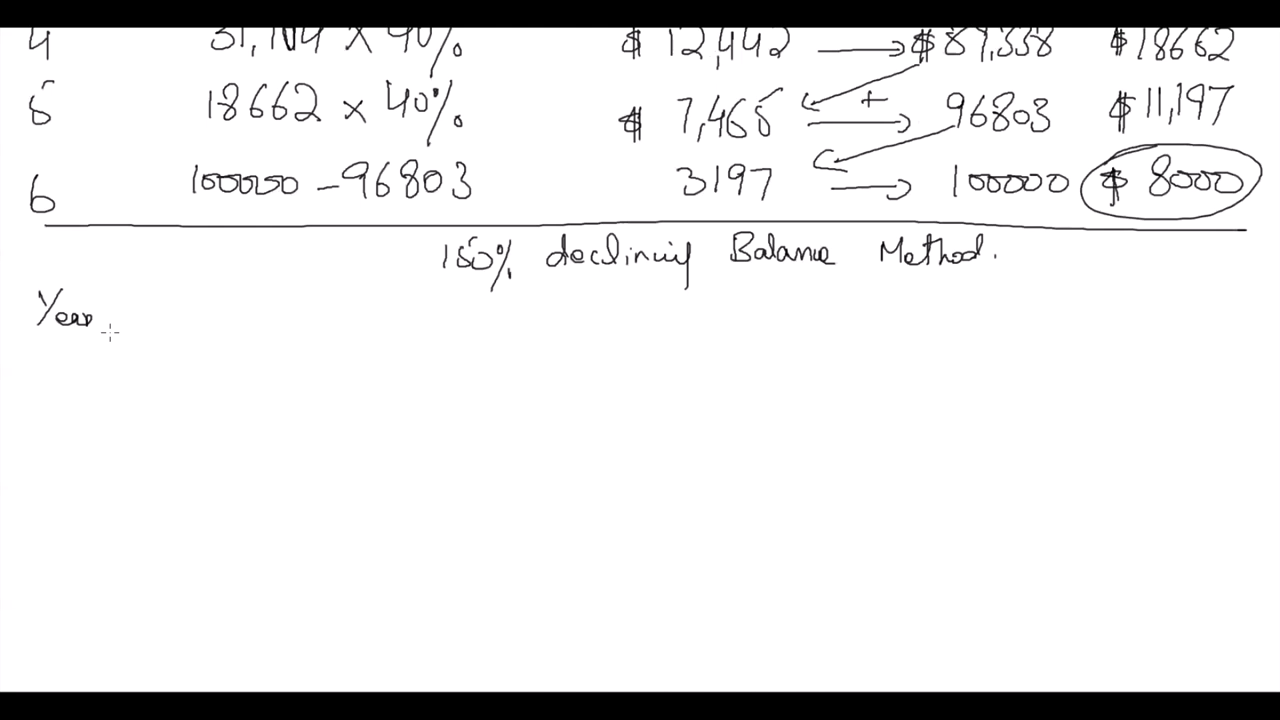 4 31,104 x 40% $ 12,442 → $ 89,338 $18662
5 18662 x 40% $ 7,465 + → 96803 $ 11,197
6 100000 - 96803 3197 → 100000 $ 8000
150% declining Balance Method.
Year